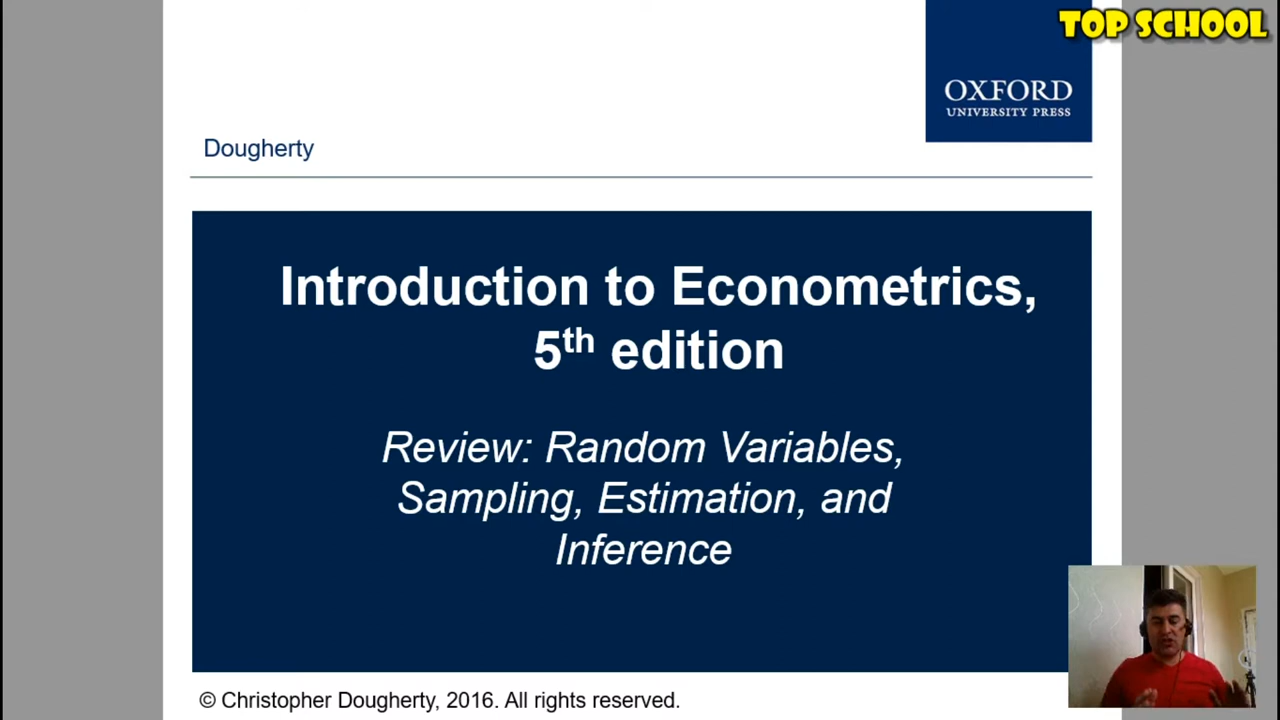 TOP SCHOOL
OXFORD
UNIVERSITY PRESS
Dougherty
Introduction to Econometrics,
5th edition
Review: Random Variables,
Sampling, Estimation, and
Inference
© Christopher Dougherty, 2016. All rights reserved.